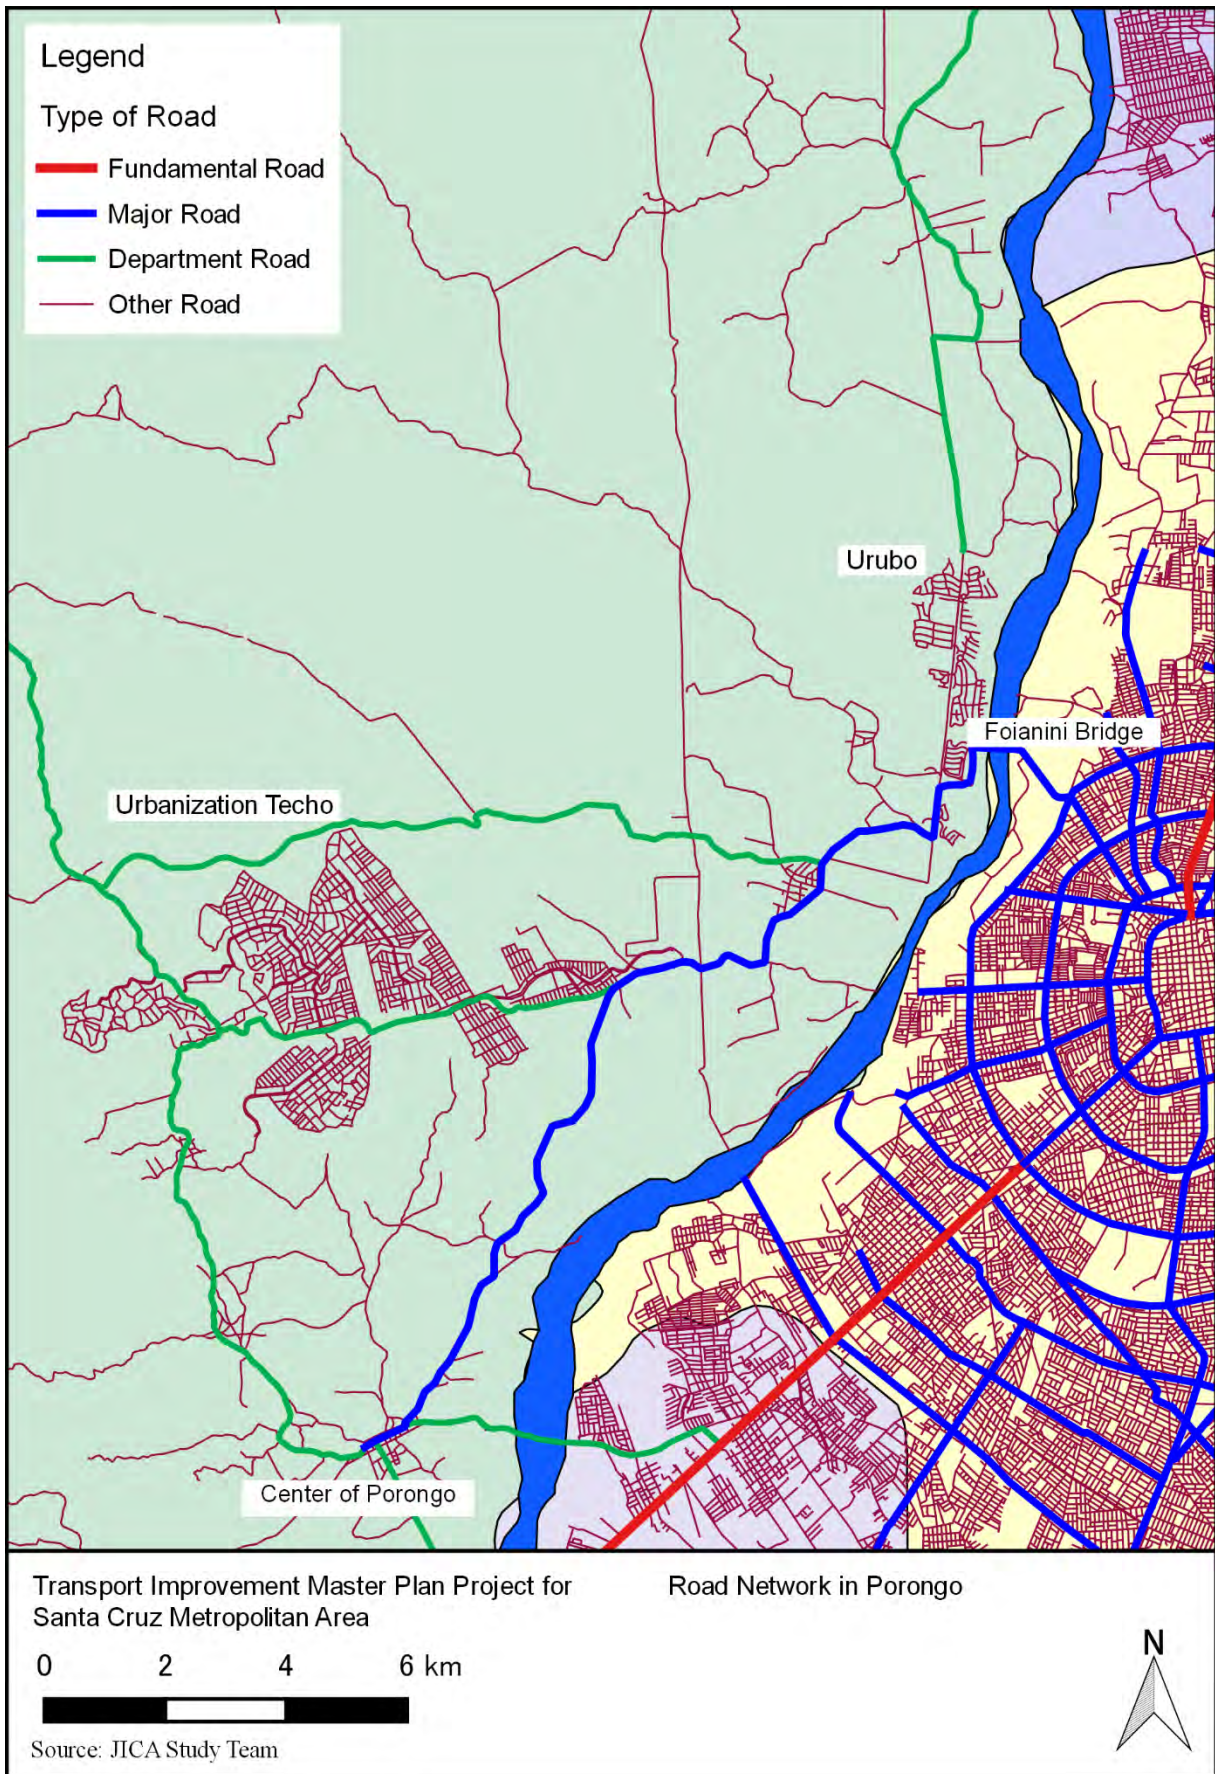 Legend
Type of Road
Fundamental Road
Major Road
Department Road
Other Road
Urubo
Foianini Bridge
Urbanization Techo
Center of Porongo
Transport Improvement Master Plan Project for
Santa Cruz Metropolitan Area
Road Network in Porongo
0 2 4 6 km
N
Source: JICA Study Team